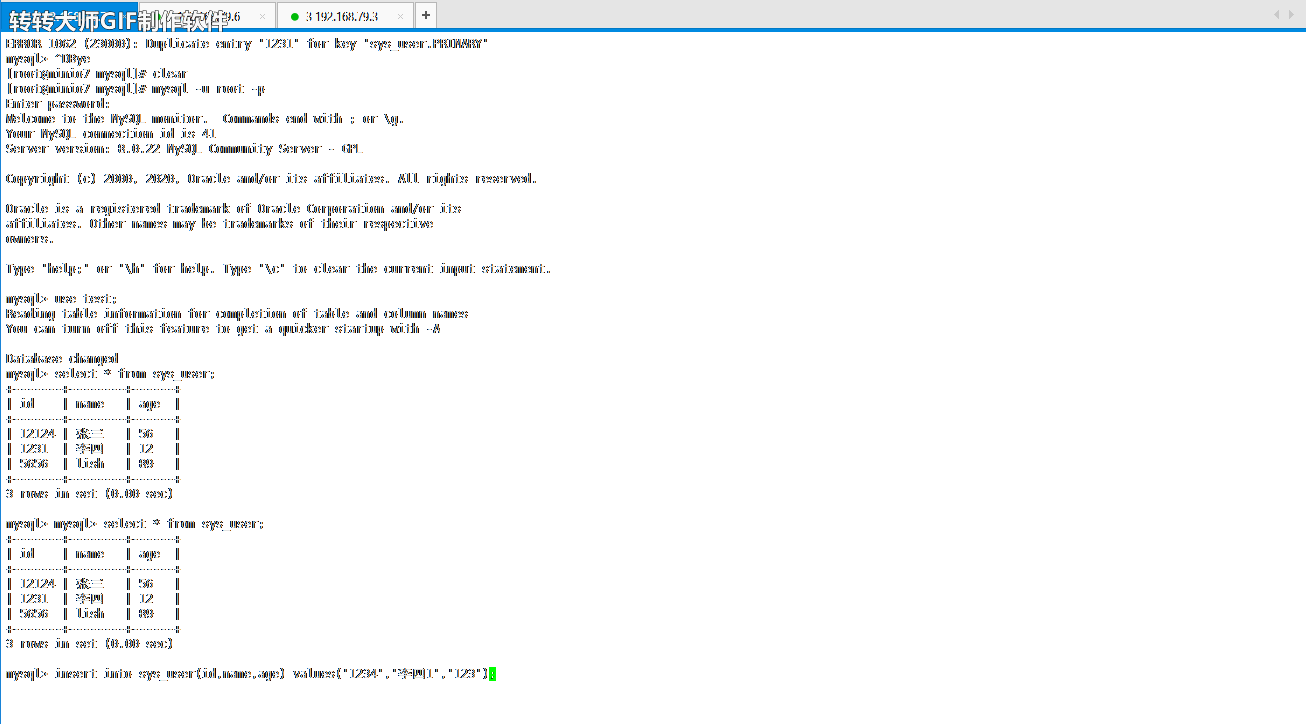 转转大师GIF制作软件
9.6 ×
3 192.168.79.3 ×
+
ERROR 1062 (23000): Duplicate entry "1231" for key "sys_user.PRIMARY"
mysql> ^DBye
[root@minio7 mysql]# clear
[root@minio7 mysql]# mysql -u root -p
Enter password:
Welcome to the MySQL monitor.  Commands end with ; or \g.
Your MySQL connection id is 41
Server version: 8.0.22 MySQL Community Server - GPL
Copyright (c) 2000, 2020, Oracle and/or its affiliates. All rights reserved.
Oracle is a registered trademark of Oracle Corporation and/or its
affiliates. Other names may be trademarks of their respective
owners.
Type "help;" or "\h" for help. Type "\c" to clear the current input statement.
mysql> use test;
Reading table information for completion of table and column names
You can turn off this feature to get a quicker startup with -A
Database changed
mysql> select * from sys_user;
| id | name | age |
| 12124 | 张三 | 56 |
| 1231 | 李四 | 12 |
| 5656 | lish | 89 |
3 rows in set (0.00 sec)
mysql> mysql> select * from sys_user;
| id | name | age |
| 12124 | 张三 | 56 |
| 1231 | 李四 | 12 |
| 5656 | lish | 89 |
3 rows in set (0.00 sec)
mysql> insert into sys_user(id,name,age) values("1234","李四1","123");